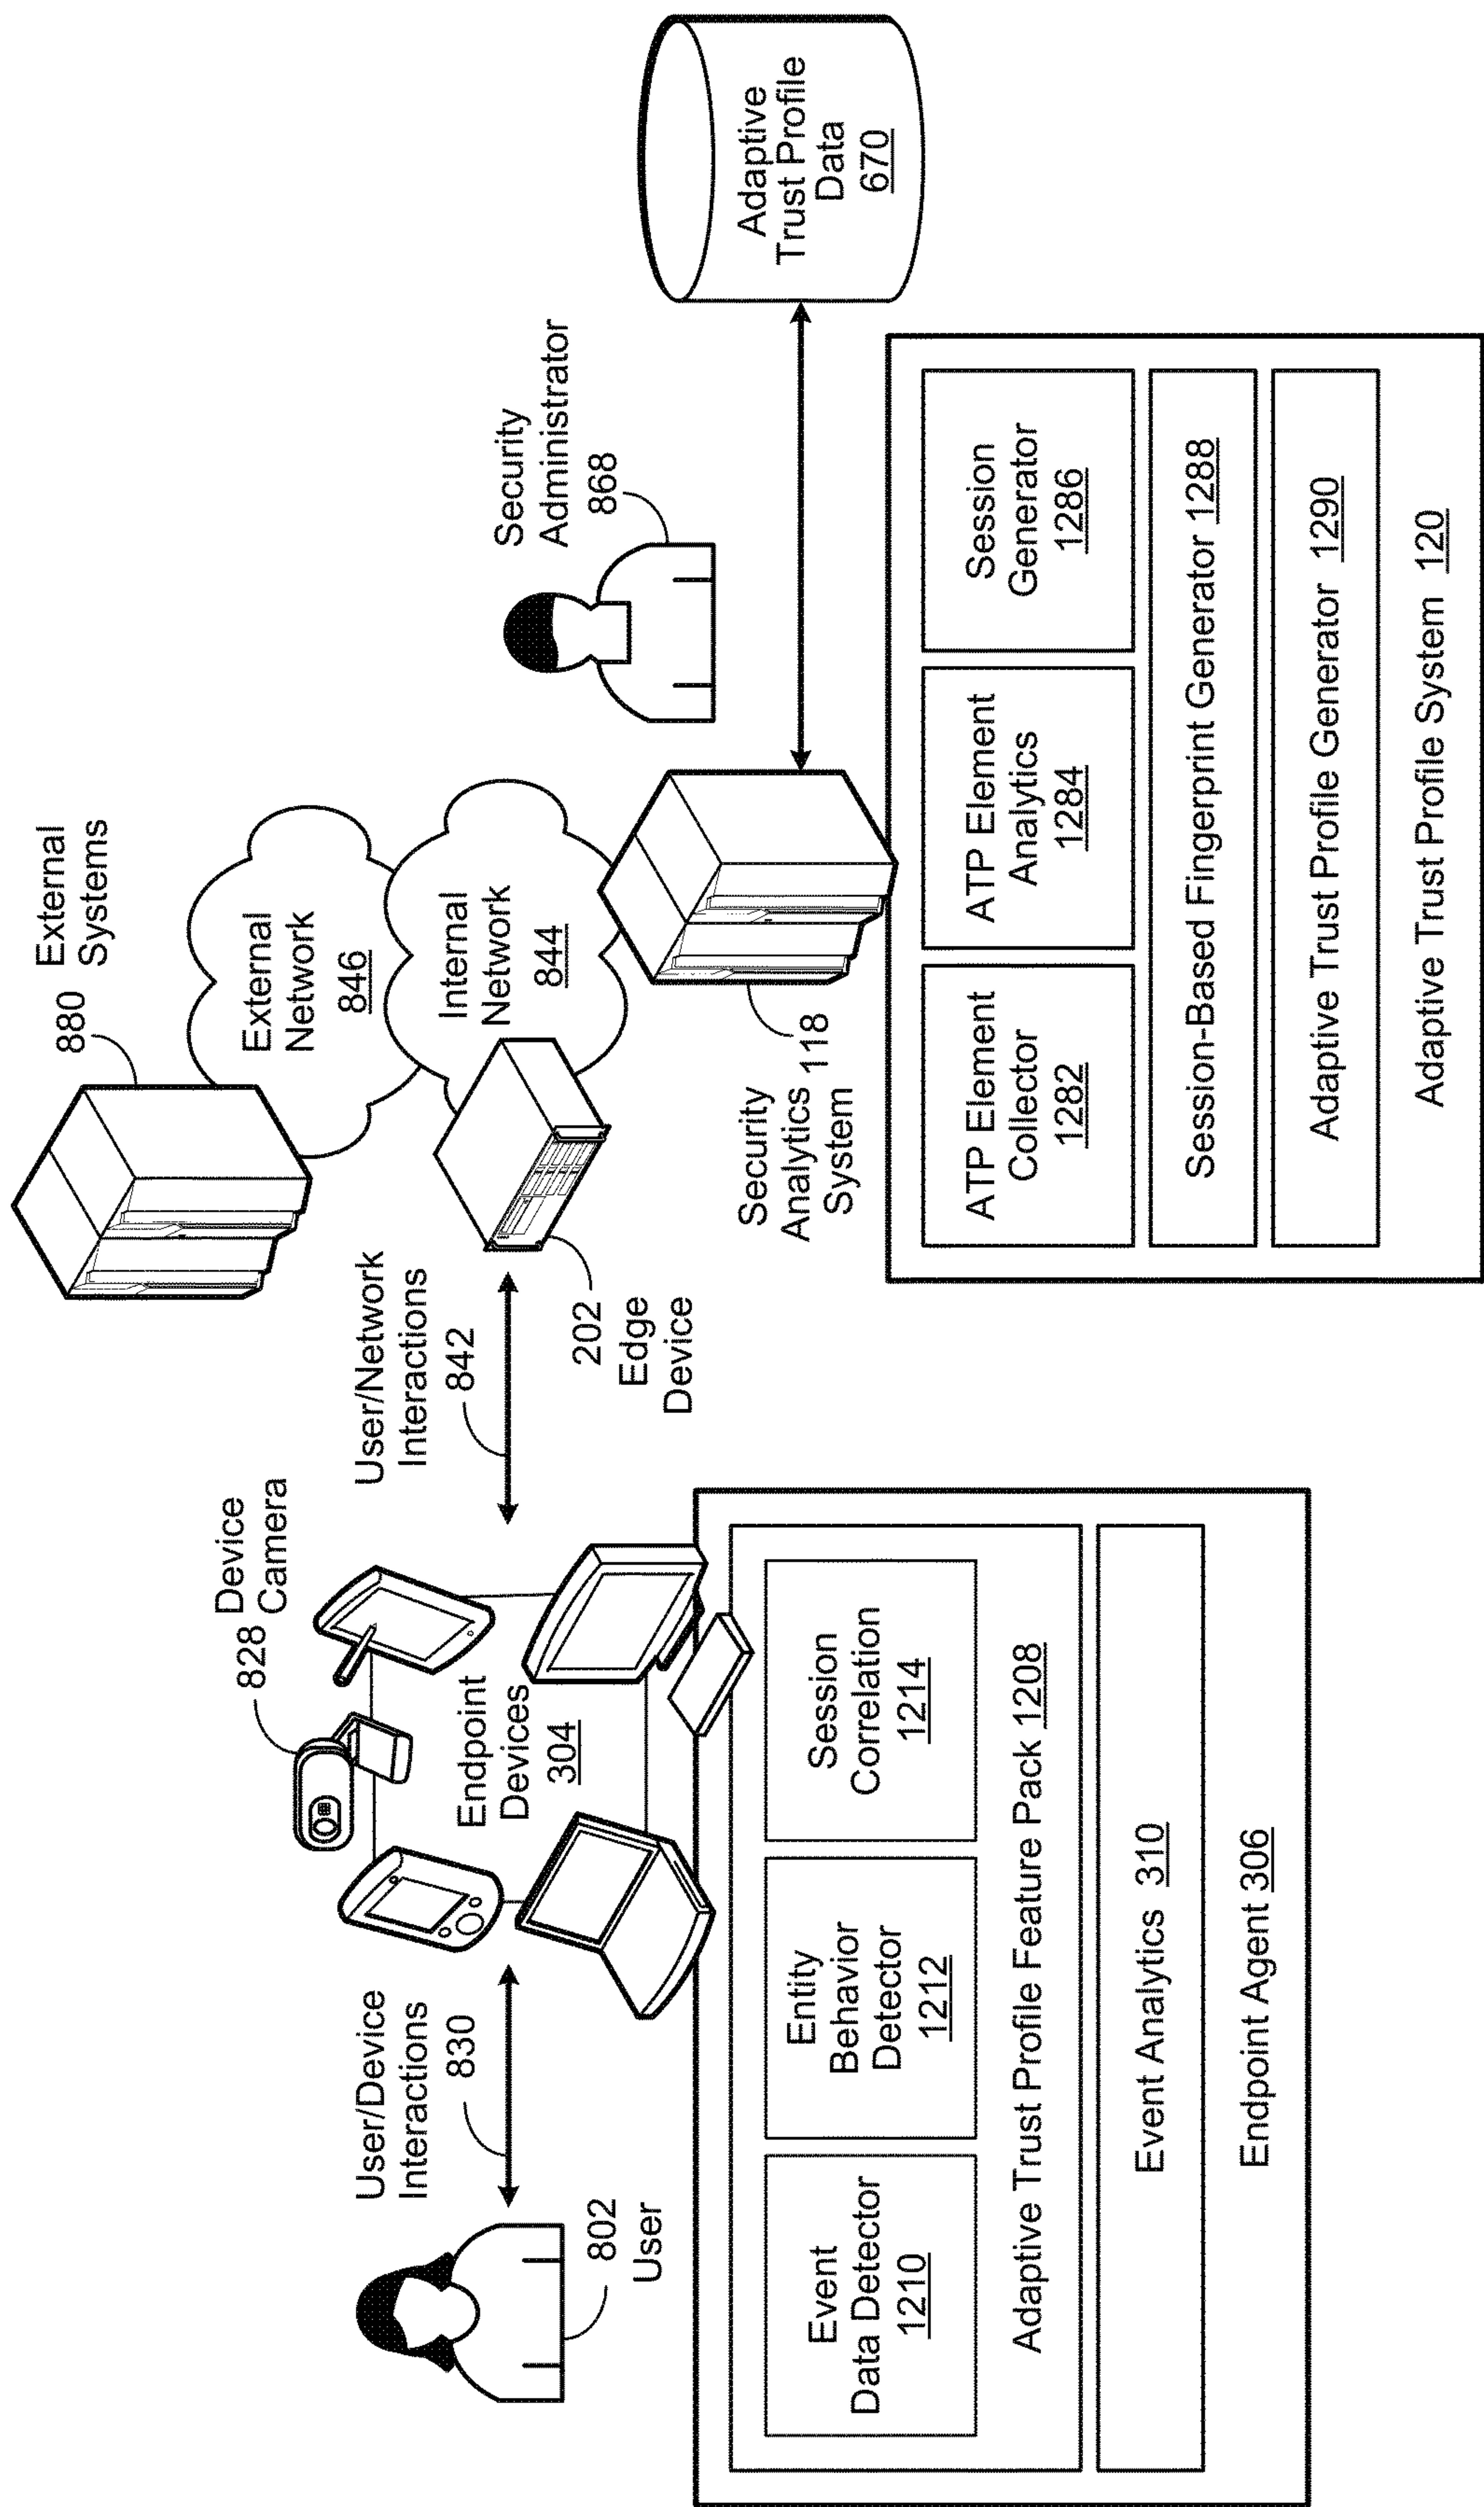 External
Systems
880
External
Network
846
Internal
Network
844
Security
Administrator
868
Device
Camera
828
User/Device
Interactions
830
User/Network
Interactions
842
Endpoint
Devices
304
802
User
202
Edge
Device
Security
Analytics 118
System
Adaptive
Trust Profile
Data
670
Event
Data Detector
1210
Entity
Behavior
Detector
1212
Session
Correlation
1214
Adaptive Trust Profile Feature Pack 1208
Event Analytics 310
Endpoint Agent 306
ATP Element
Collector
1282
ATP Element
Analytics
1284
Session
Generator
1286
Session-Based Fingerprint Generator 1288
Adaptive Trust Profile Generator 1290
Adaptive Trust Profile System 120